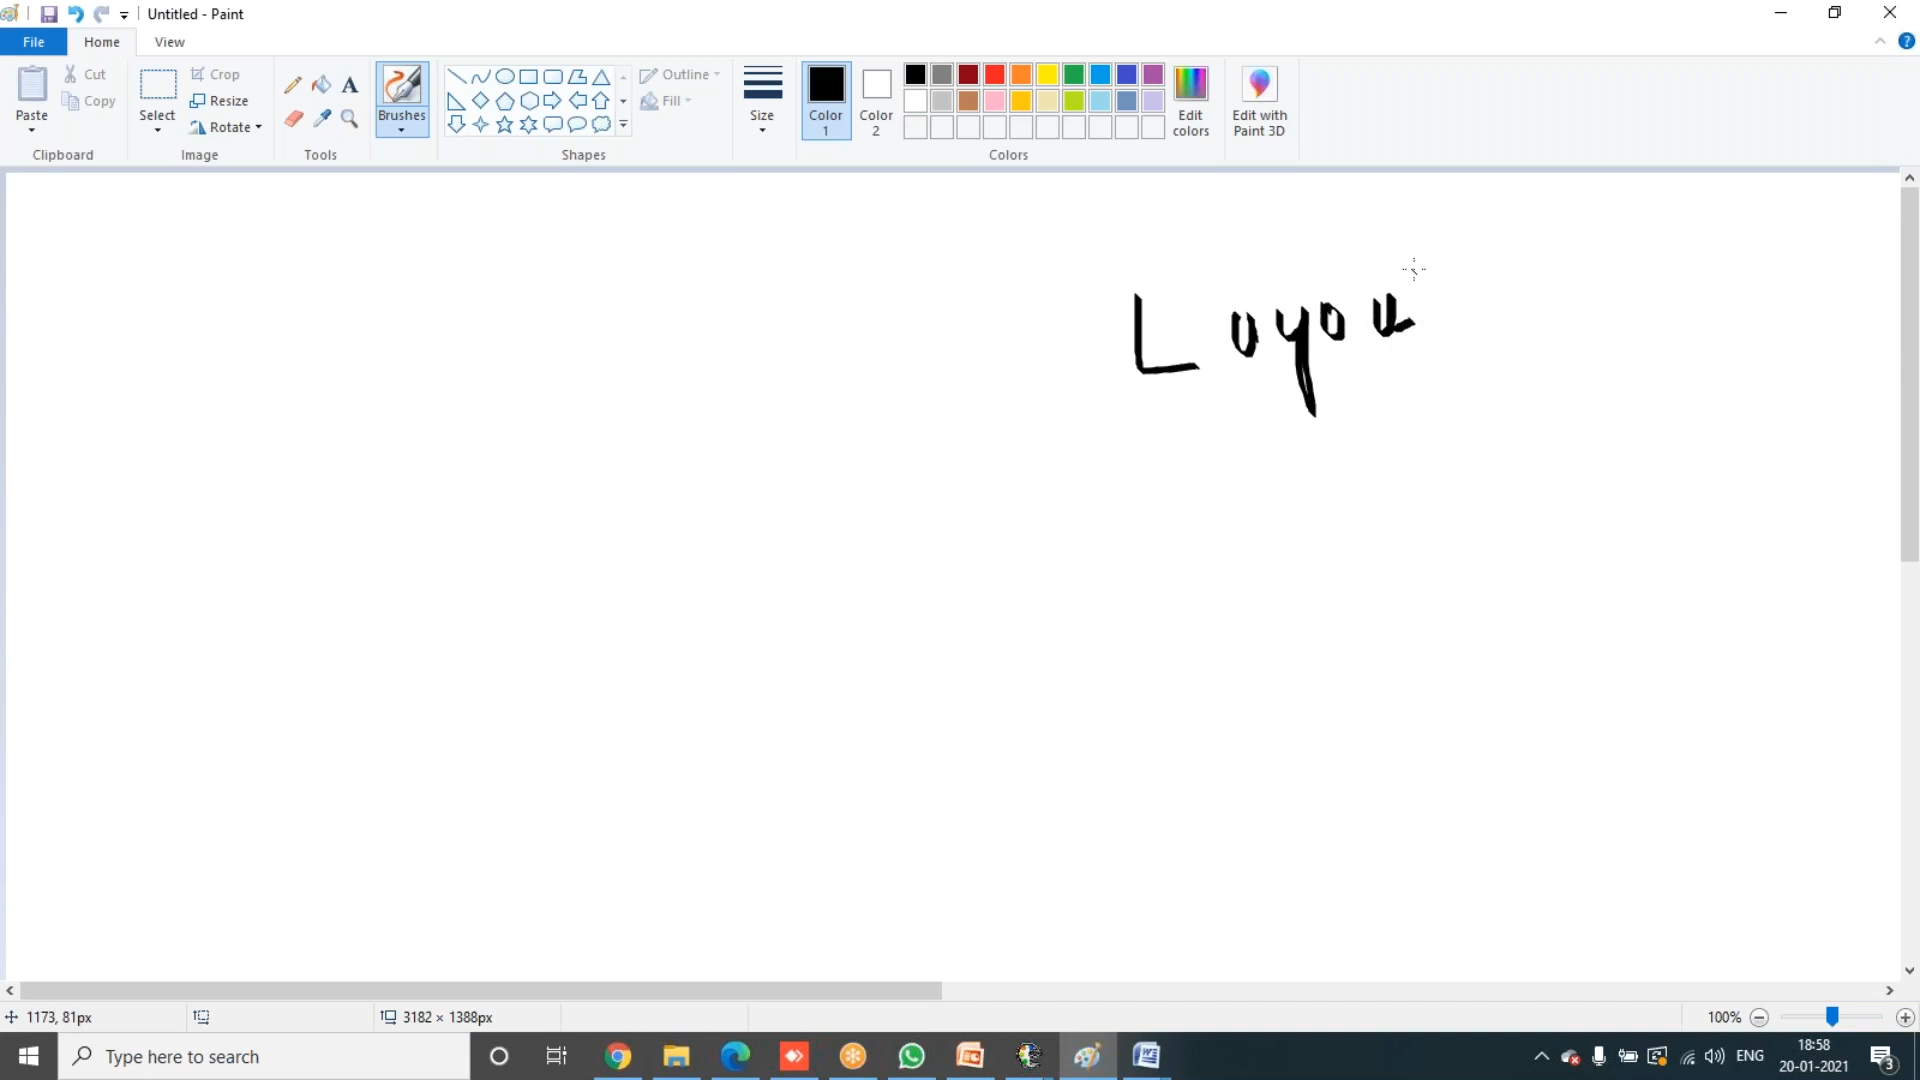 Untitled - Paint
File Home View
Paste Cut Copy Clipboard
Select Crop Resize Rotate Image
Tools
Brushes
Shapes Outline Fill
Size
Color 1 Color 2 Edit colors Colors
Edit with Paint 3D
Layou
1173, 81px 3182 × 1388px 100%
Type here to search ENG 18:58 20-01-2021 3